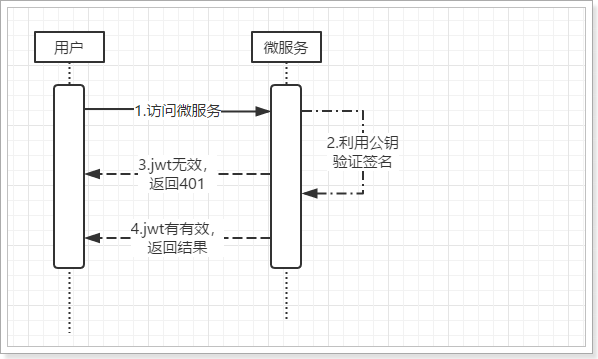 用户
微服务
1.访问微服务
2.利用公钥
验证签名
3.jwt无效，
返回401
4.jwt有有效，
返回结果